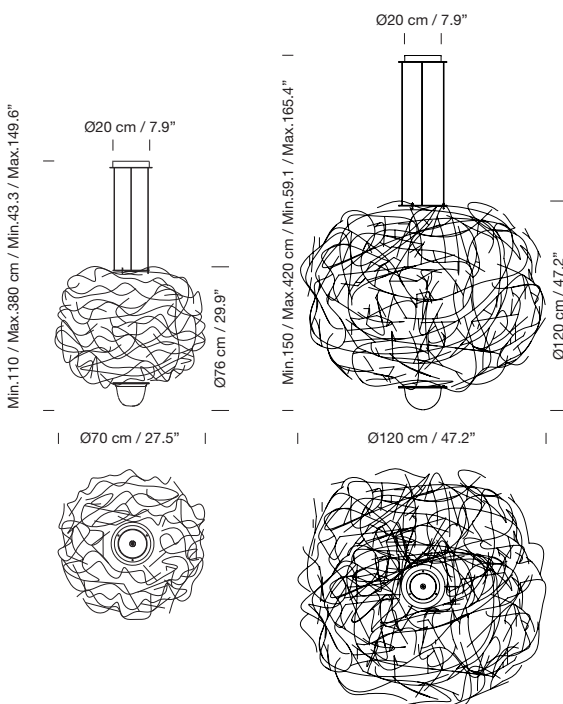 Ø20 cm / 7.9”
Min.110 / Max.380 cm / Min.43.3 / Max.149.6”
Ø76 cm / 29.9”
Ø70 cm / 27.5”
Ø20 cm / 7.9”
Min.150 / Max.420 cm / Min.59.1 / Max.165.4”
Ø120 cm / 47.2”
Ø120 cm / 47.2”